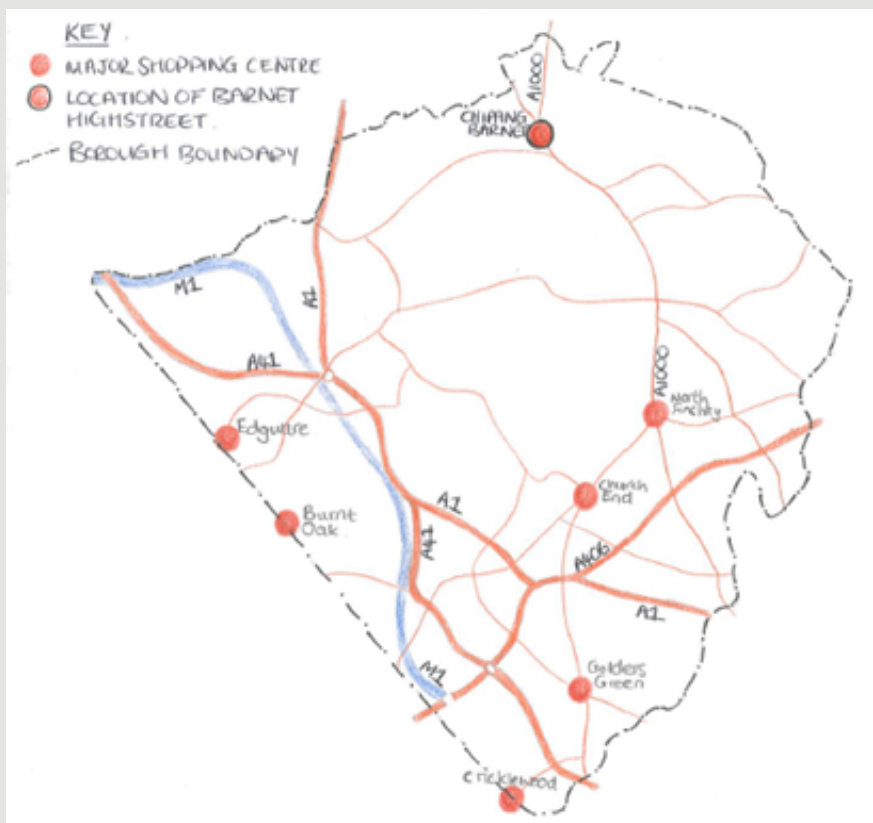 KEY.
MAJOR SHOPPING CENTRE
LOCATION OF BARNET
HIGHSTREET.
BOROUGH BOUNDARY
A1000
CHIPPING
BARNET
A1
M1
A41
A1000
North
Finchley
Edgware
Church
End
Burnt
Oak
A1
A41
A406
A1
M1
Golders
Green
Cricklewood